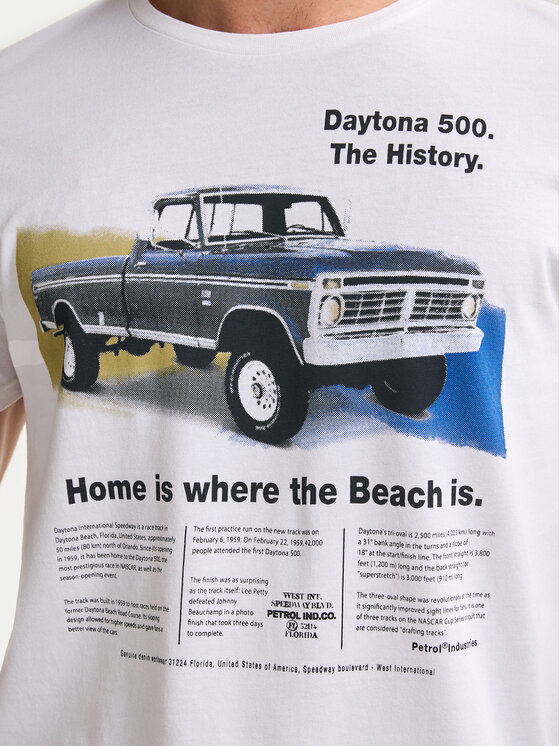 Daytona 500.
The History.
Home is where the Beach is.
Daytona International Speedway is a race track in
Daytona Beach, Florida, United States, approximately
50 miles (80 km) north of Orlando. Since its opening
in 1959, it has been home to the Daytona 500, the
most prestigious race in NASCAR, as well as the
season-opening event.
The track was built in 1959 to host races held on the
former Daytona Beach Road Course. Its sloping
design allowed for higher speeds and gave fans a
better view of the cars.
The first practice run on the new track was on
February 6, 1959. On February 22, 1959, 42,000
people attended the first Daytona 500.
The finish was as surprising
as the track itself: Lee Petty
defeated Johnny
Beauchamp in a photo
finish that took three days
to complete.
WEST INT.
SPEEDWAY BLVD.
PETROL IND.CO.
FLORIDA
Daytona's tri-oval is 2,500 miles (4,023 km) long with
a 31° bank angle in the turns and a slope of
18° at the start/finish line. The front straight is 3,800
feet (1,200 m) long and the back straight (or
"superstretch") is 3,000 feet (910 m) long
The three-oval shape was revolutionary at the time as
it significantly improved sight lines for fans. It is one
of three tracks on the NASCAR Cup Series circuit that
are considered "drafting tracks".
Petrol®Industries
Genuine denim workwear 31224 Florida, United States of America, Speedway boulevard - West International